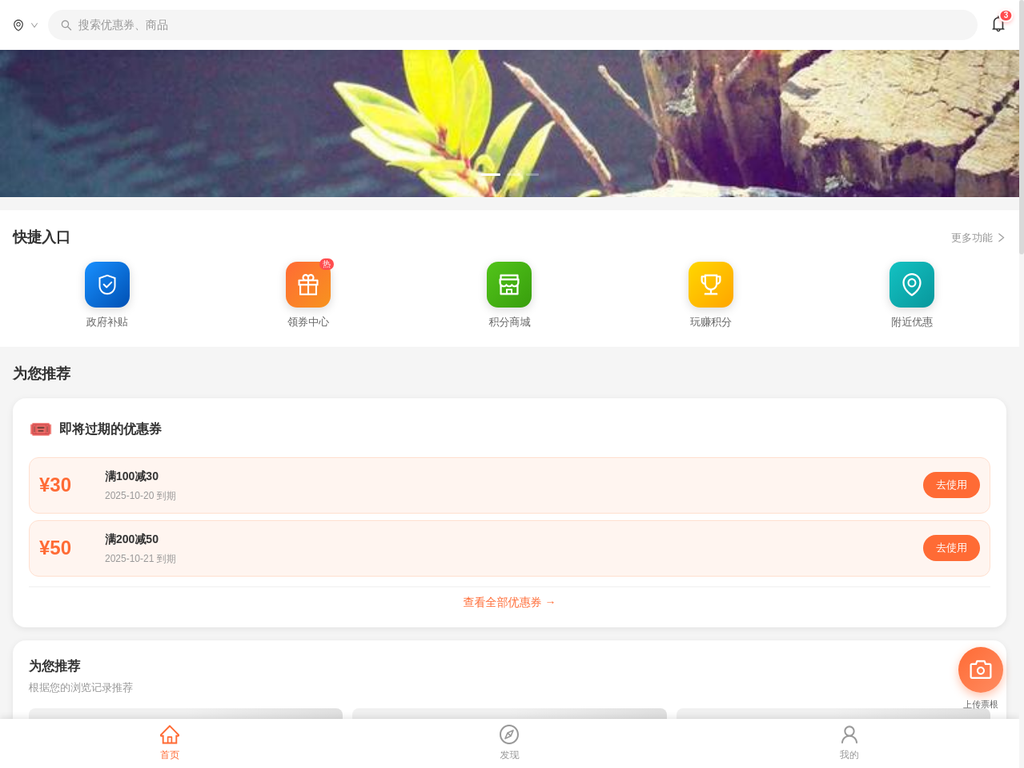 搜索优惠券、商品
3
快捷入口
更多功能
热
政府补贴
领券中心
积分商城
玩赚积分
附近优惠
为您推荐
即将过期的优惠券
¥30
满100减30
2025-10-20 到期
去使用
¥50
满200减50
2025-10-21 到期
去使用
查看全部优惠券 →
为您推荐
根据您的浏览记录推荐
上传票根
首页
发现
我的